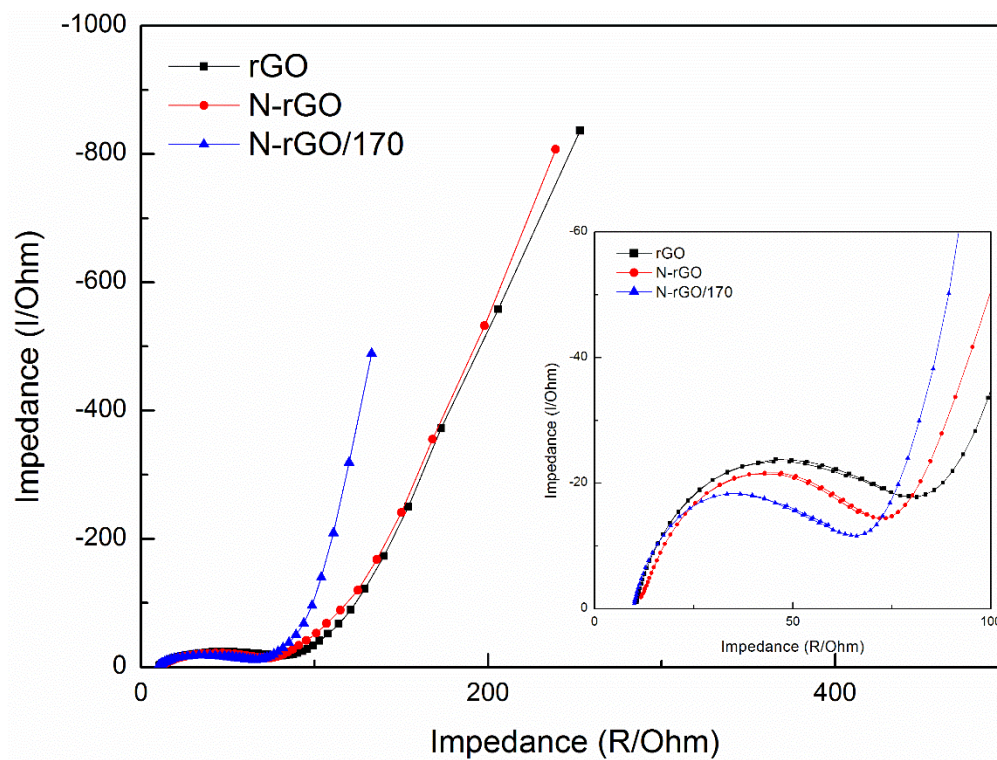 -1000
-800
-600
-400
-200
0
Impedance (I/Ohm)
rGO
N-rGO
N-rGO/170
0
200
400
Impedance (R/Ohm)
-60
-40
-20
0
Impedance (I/Ohm)
rGO
N-rGO
N-rGO/170
0
50
100
Impedance (R/Ohm)